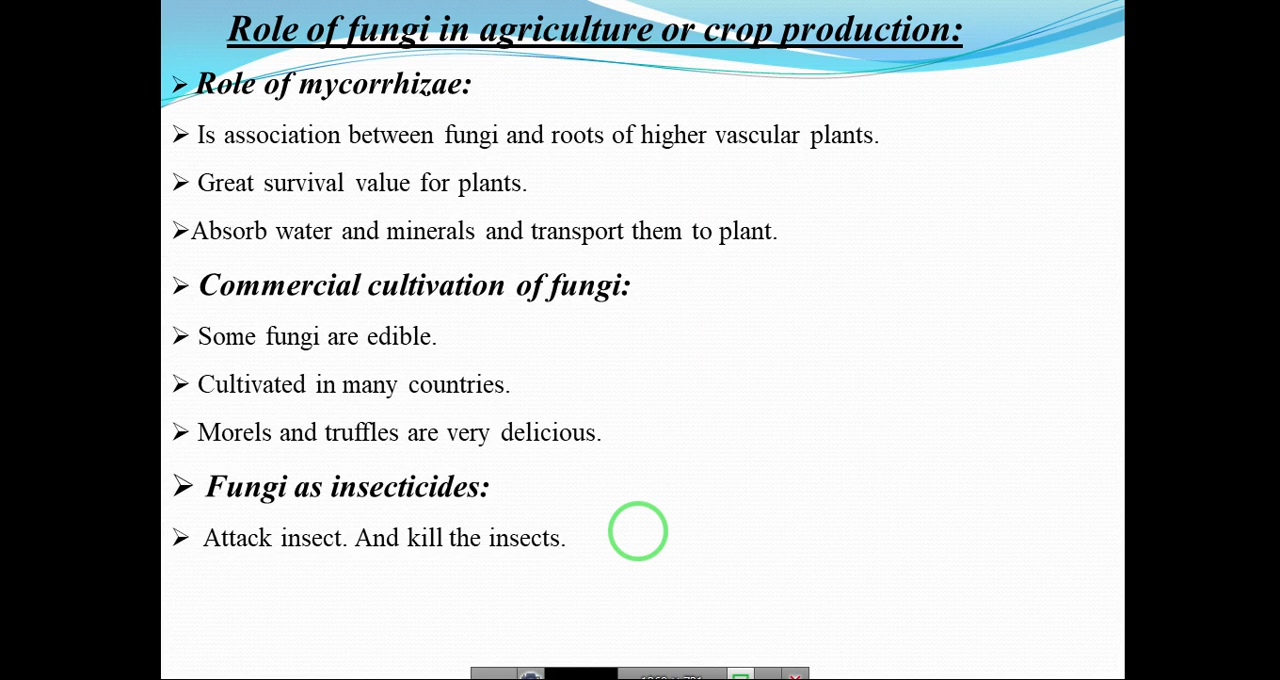 Role of fungi in agriculture or crop production:
➢ Role of mycorrhizae:
➢ Is association between fungi and roots of higher vascular plants.
➢ Great survival value for plants.
➢Absorb water and minerals and transport them to plant.
➢ Commercial cultivation of fungi:
➢ Some fungi are edible.
➢ Cultivated in many countries.
➢ Morels and truffles are very delicious.
➢ Fungi as insecticides:
➢ Attack insect. And kill the insects.